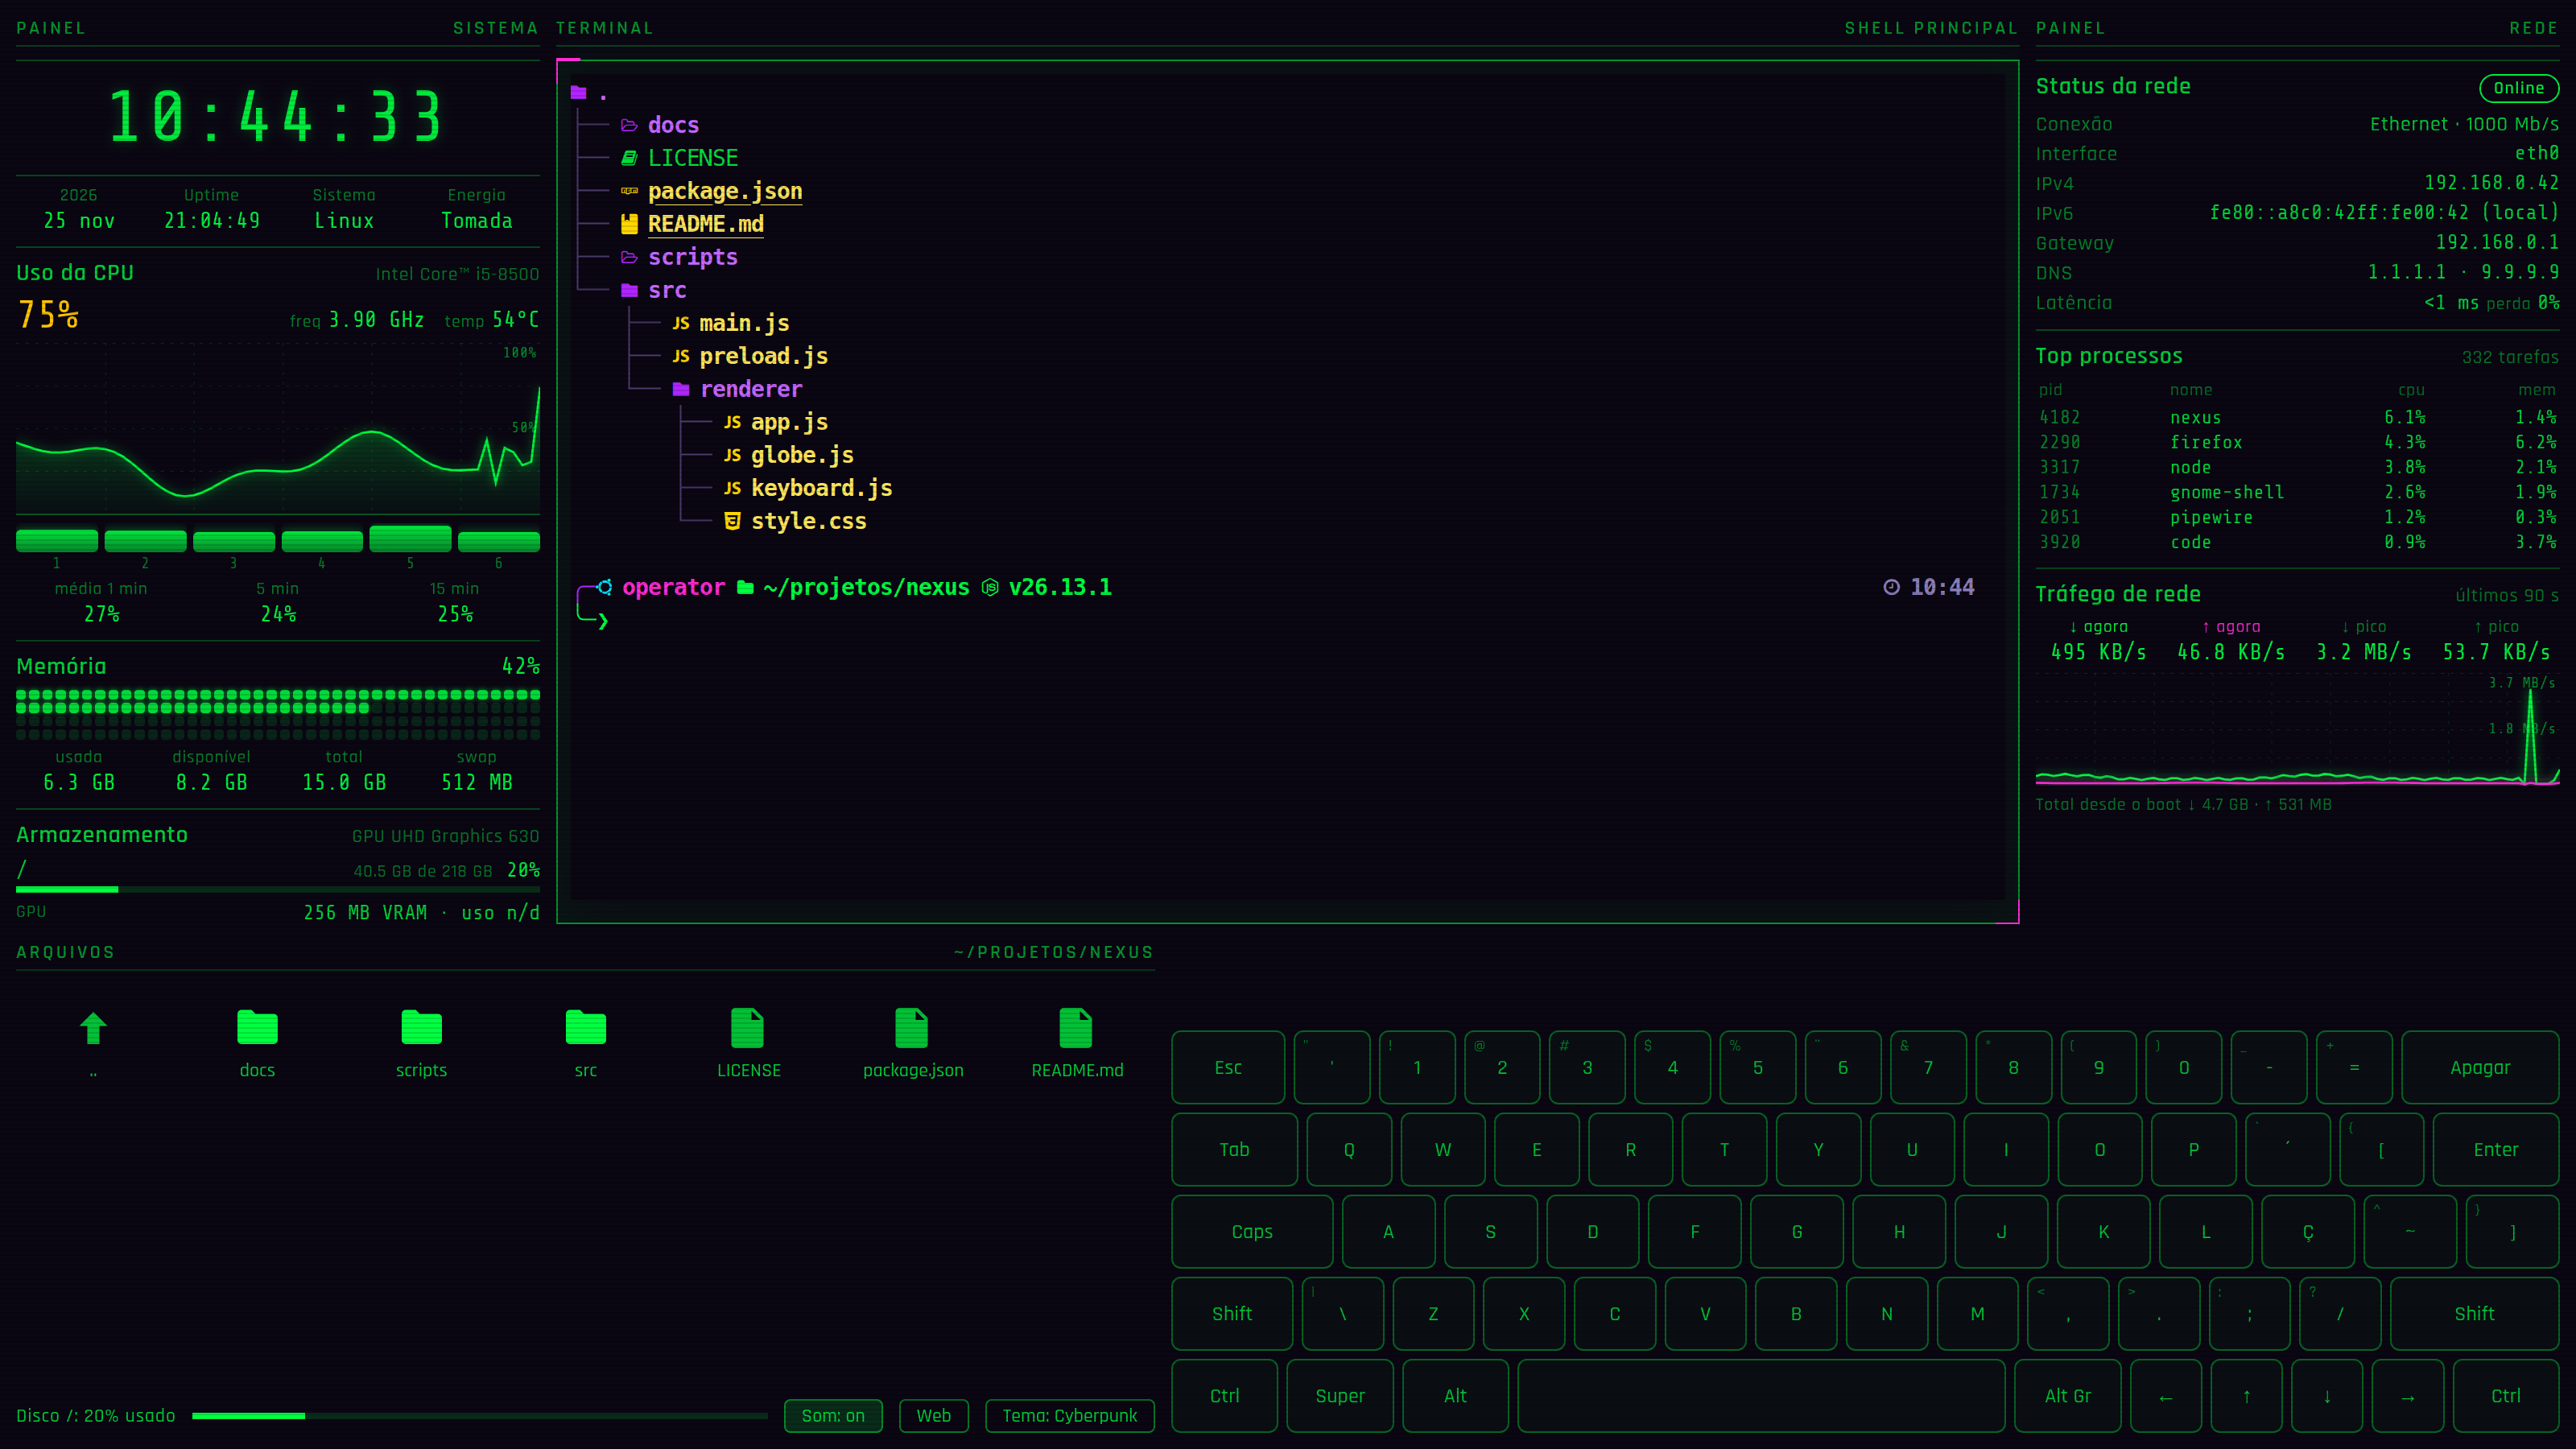 PAINEL SISTEMA
10:44:33
2026 Uptime Sistema Energia
25 nov 21:04:49 Linux Tomada
Uso da CPU Intel Core™ i5-8500
75% freq 3.90 GHz temp 54°C
100%
50%
1 2 3 4 5 6
média 1 min 5 min 15 min
27% 24% 25%
Memória 42%
usada disponível total swap
6.3 GB 8.2 GB 15.0 GB 512 MB
Armazenamento GPU UHD Graphics 630
/ 40.5 GB de 218 GB 20%
GPU 256 MB VRAM · uso n/d
TERMINAL SHELL PRINCIPAL
.
docs
LICENSE
package.json
README.md
scripts
src
JS main.js
JS preload.js
renderer
JS app.js
JS globe.js
JS keyboard.js
style.css
operator ~/projetos/nexus v26.13.1 10:44
❯
PAINEL REDE
Status da rede Online
Conexão Ethernet · 1000 Mb/s
Interface eth0
IPv4 192.168.0.42
IPv6 fe80::a8c0:42ff:fe00:42 (local)
Gateway 192.168.0.1
DNS 1.1.1.1 · 9.9.9.9
Latência <1 ms perda 0%
Top processos 332 tarefas
pid nome cpu mem
4182 nexus 6.1% 1.4%
2290 firefox 4.3% 6.2%
3317 node 3.8% 2.1%
1734 gnome-shell 2.6% 1.9%
2051 pipewire 1.2% 0.3%
3920 code 0.9% 3.7%
Tráfego de rede últimos 90 s
↓ agora ↑ agora ↓ pico ↑ pico
495 KB/s 46.8 KB/s 3.2 MB/s 53.7 KB/s
3.7 MB/s
1.8 MB/s
Total desde o boot ↓ 4.7 GB · ↑ 531 MB
ARQUIVOS ~/PROJETOS/NEXUS
.. docs scripts src LICENSE package.json README.md
Disco /: 20% usado Som: on Web Tema: Cyberpunk
Esc " ' ! 1 @ 2 # 3 $ 4 % 5 ¨ 6 & 7 * 8 ( 9 ) 0 _ - + = Apagar
Tab Q W E R T Y U I O P ` ´ { [ Enter
Caps A S D F G H J K L Ç ^ ~ } ]
Shift | \ Z X C V B N M < , > . : ; ? / Shift
Ctrl Super Alt Alt Gr ← ↑ ↓ → Ctrl